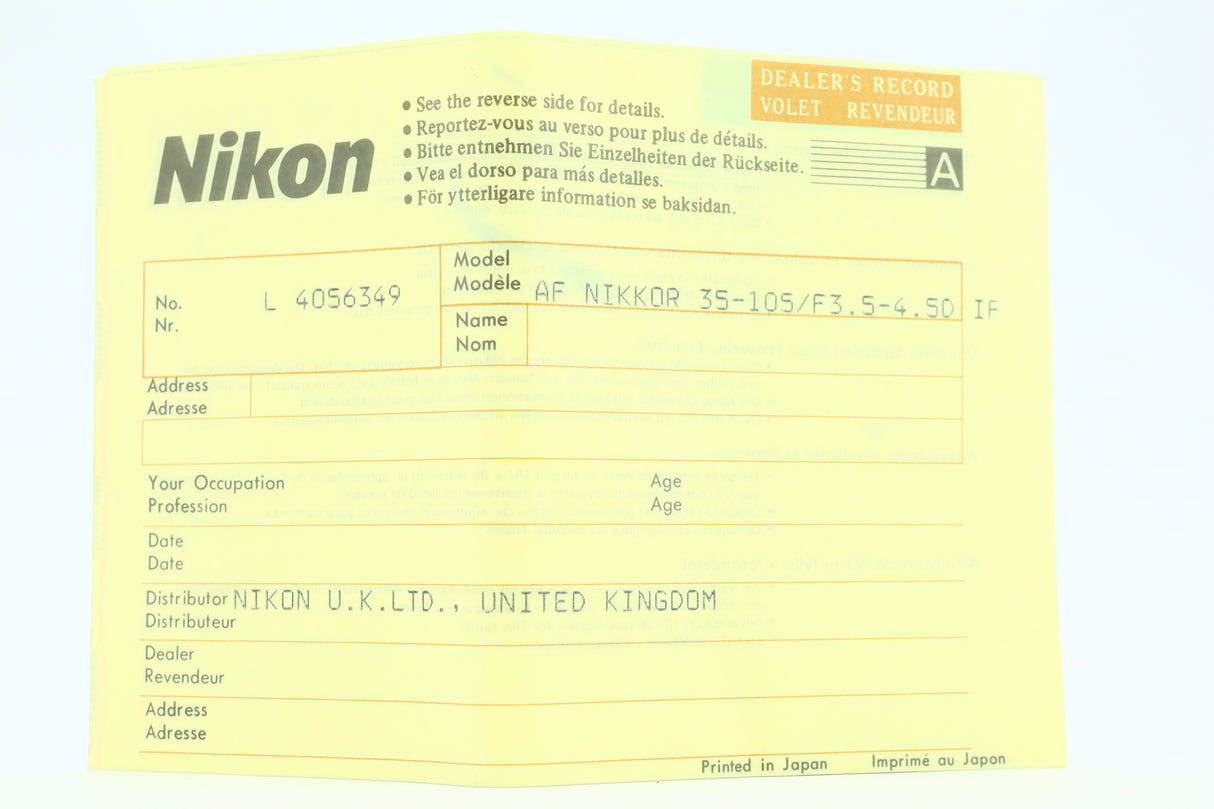 DEALER'S RECORD
VOLET REVENDEUR
A
Nikon
• See the reverse side for details.
• Reportez-vous au verso pour plus de détails.
• Bitte entnehmen Sie Einzelheiten der Rückseite.
• Vea el dorso para más detalles.
• För ytterligare information se baksidan.
No.
Nr.
L 4056349
Model
Modèle
AF NIKKOR 35-105/F3.5-4.5D IF
Name
Nom
Address
Adresse
Your Occupation
Profession
Age
Age
Date
Date
Distributor NIKON U.K.LTD., UNITED KINGDOM
Distributeur
Dealer
Revendeur
Address
Adresse
Printed in Japan Imprimé au Japon